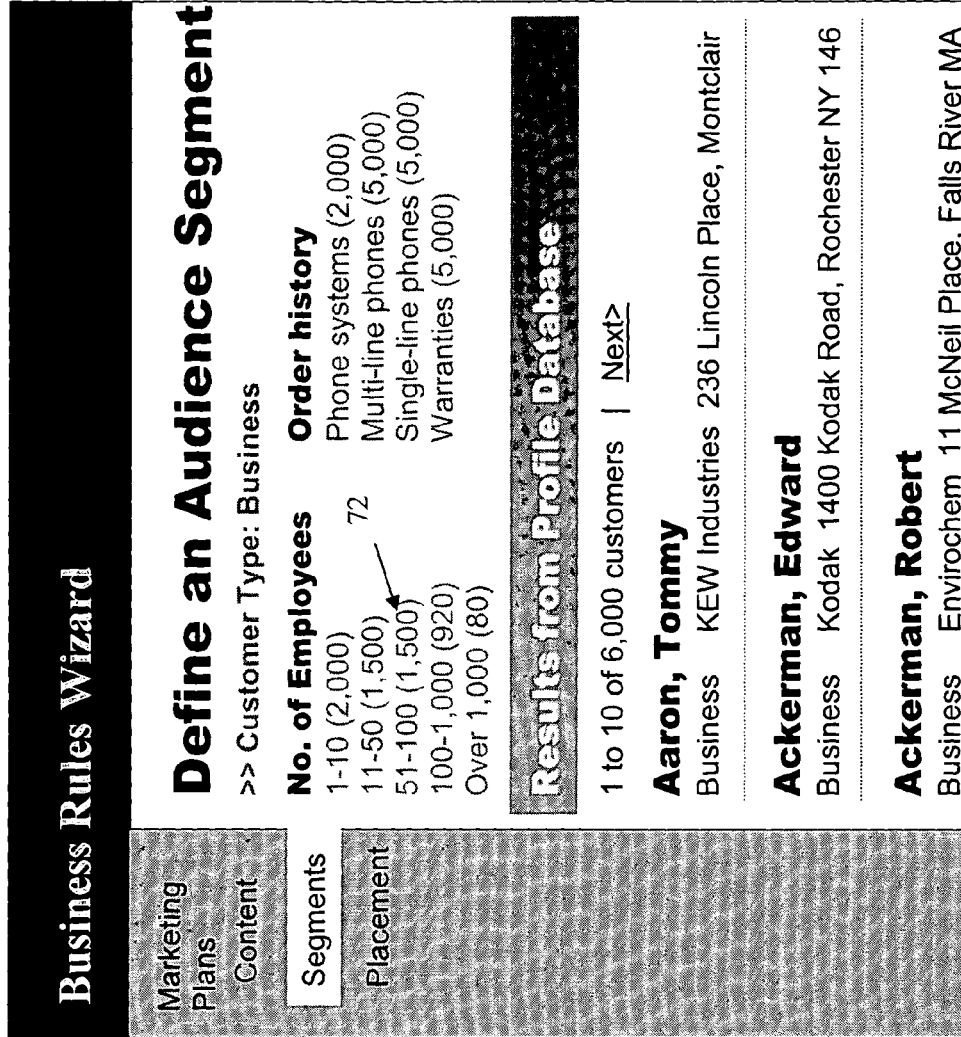 Business Rules Wizard
Marketing
Plans
Content
Segments
Placement
Define an Audience Segment
>> Customer Type: Business
No. of Employees
1-10 (2,000)
11-50 (1,500)
51-100 (1,500)
100-1,000 (920)
Over 1,000 (80)
72
Order history
Phone systems (2,000)
Multi-line phones (5,000)
Single-line phones (5,000)
Warranties (5,000)
Results from Profile Database
1 to 10 of 6,000 customers | Next>
Aaron, Tommy
Business KEW Industries 236 Lincoln Place, Montclair
Ackerman, Edward
Business Kodak 1400 Kodak Road, Rochester NY 146
Ackerman, Robert
Business Envirochem 11 McNeil Place, Falls River MA